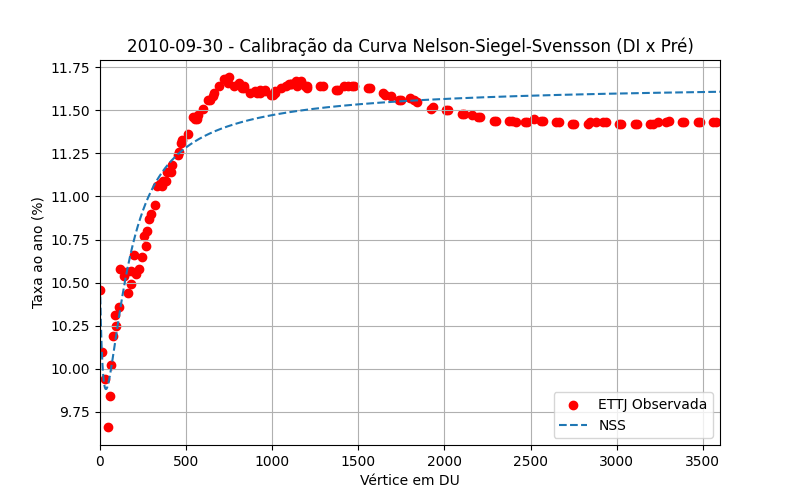 2010-09-30 - Calibração da Curva Nelson-Siegel-Svensson (DI x Pré)
Taxa ao ano (%)
11.75
11.50
11.25
11.00
10.75
10.50
10.25
10.00
9.75
ETTJ Observada
NSS
0 500 1000 1500 2000 2500 3000 3500
Vértice em DU